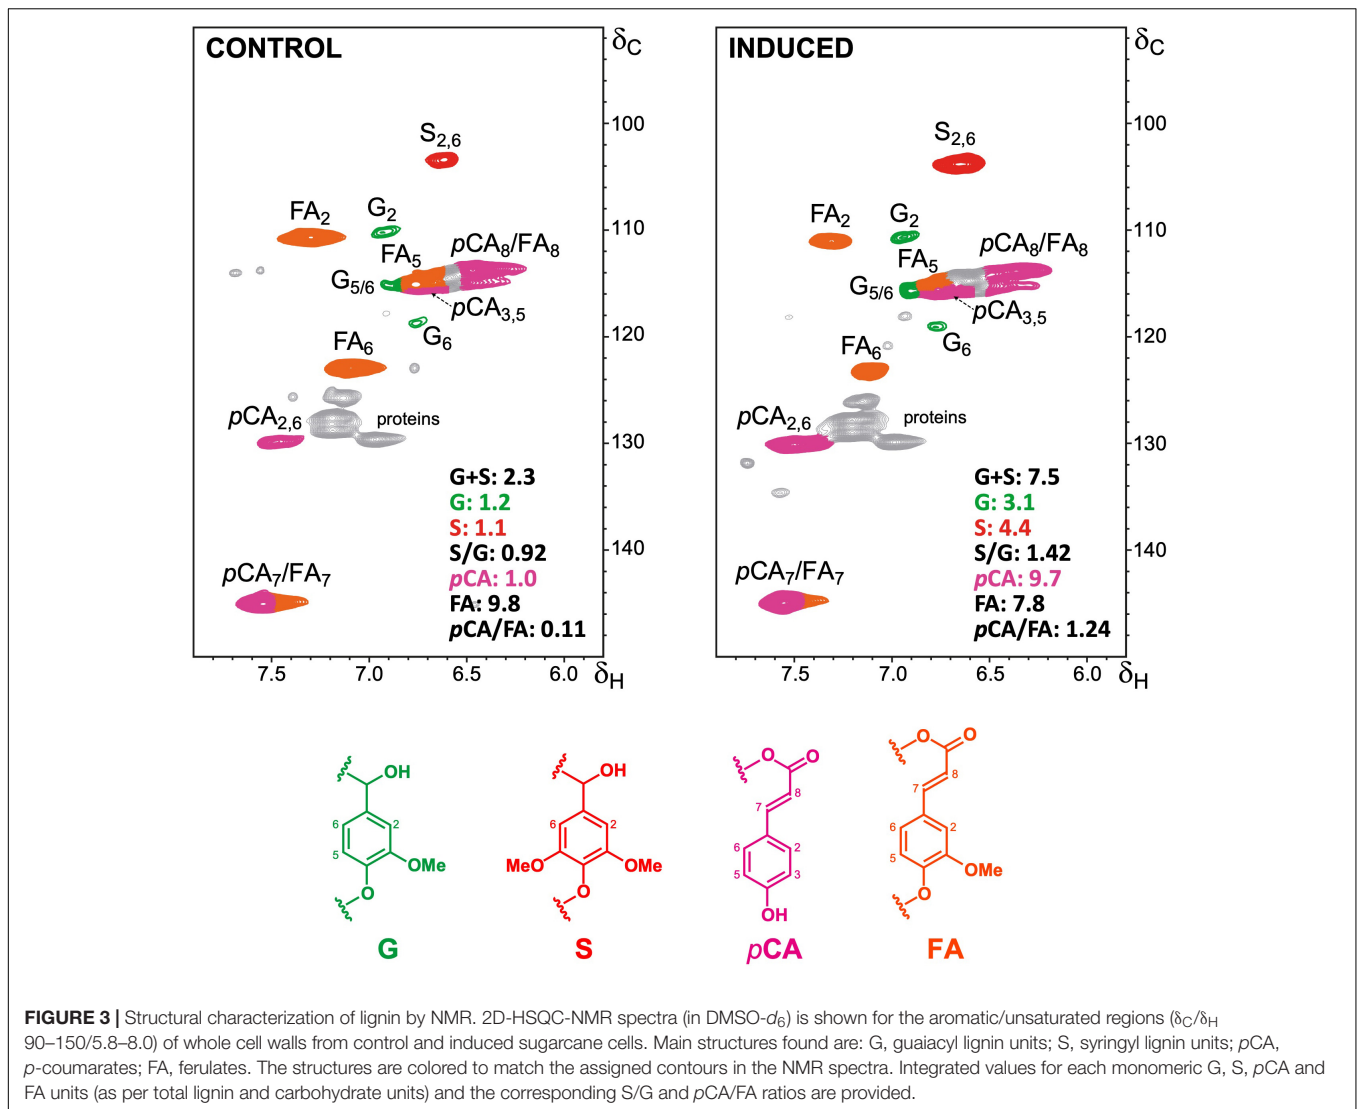 CONTROL
δC
100
S2,6
FA2
G2
110
FA5
pCA8/FA8
G5/6
pCA3,5
G6
120
FA6
proteins
pCA2,6
130
G+S: 2.3
G: 1.2
S: 1.1
S/G: 0.92
pCA: 1.0
FA: 9.8
pCA/FA: 0.11
140
pCA7/FA7
7.5 7.0 6.5 6.0 δH
INDUCED
δC
100
S2,6
FA2
G2
110
FA5
pCA8/FA8
G5/6
pCA3,5
G6
120
FA6
proteins
pCA2,6
130
G+S: 7.5
G: 3.1
S: 4.4
S/G: 1.42
pCA: 9.7
FA: 7.8
pCA/FA: 1.24
140
pCA7/FA7
7.5 7.0 6.5 6.0 δH
OH
6 2
5
OMe
O
G
OH
6 2
MeO OMe
O
S
O O
8
7
6 2
5 3
OH
pCA
O O
8
7
6 2
5
OMe
O
FA
FIGURE 3 | Structural characterization of lignin by NMR. 2D-HSQC-NMR spectra (in DMSO-d6) is shown for the aromatic/unsaturated regions (δC/δH
90–150/5.8–8.0) of whole cell walls from control and induced sugarcane cells. Main structures found are: G, guaiacyl lignin units; S, syringyl lignin units; pCA,
p-coumarates; FA, ferulates. The structures are colored to match the assigned contours in the NMR spectra. Integrated values for each monomeric G, S, pCA and
FA units (as per total lignin and carbohydrate units) and the corresponding S/G and pCA/FA ratios are provided.